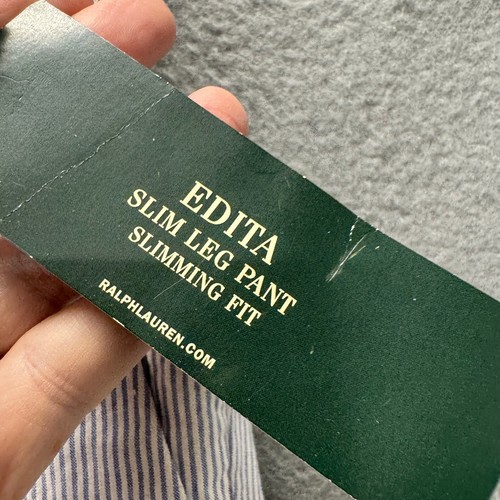 EDITA
SLIM LEG PANT
SLIMMING FIT
RALPHLAUREN.COM